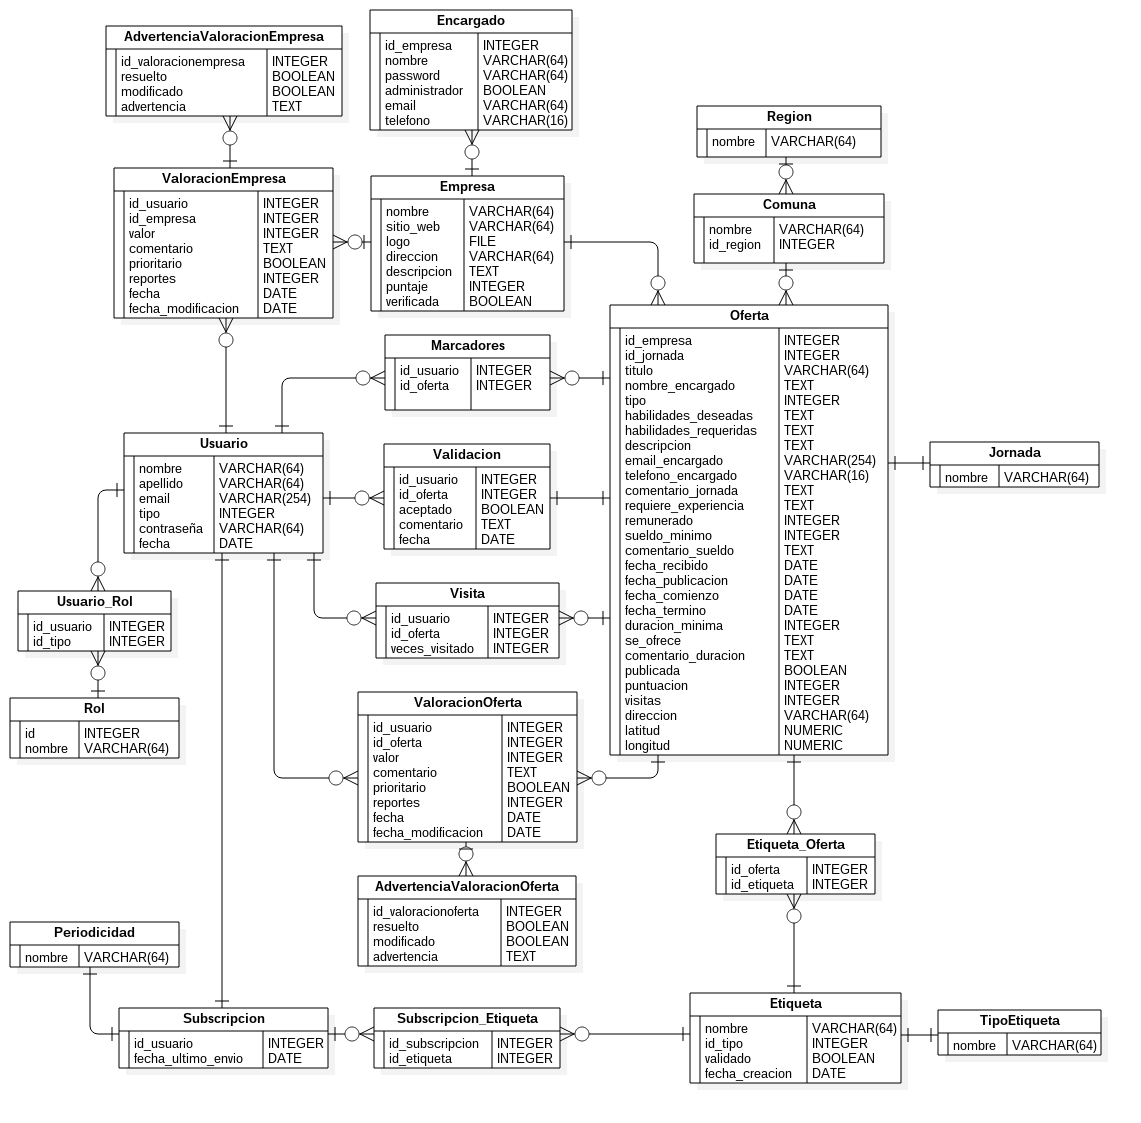 AdvertenciaValoracionEmpresa
id_valoracionempresa INTEGER
resuelto BOOLEAN
modificado BOOLEAN
advertencia TEXT
Encargado
id_empresa INTEGER
nombre VARCHAR(64)
password VARCHAR(64)
administrador BOOLEAN
email VARCHAR(64)
telefono VARCHAR(16)
Region
nombre VARCHAR(64)
ValoracionEmpresa
id_usuario INTEGER
id_empresa INTEGER
valor INTEGER
comentario TEXT
prioritario BOOLEAN
reportes INTEGER
fecha DATE
fecha_modificacion DATE
Empresa
nombre VARCHAR(64)
sitio_web VARCHAR(64)
logo FILE
direccion VARCHAR(64)
descripcion TEXT
puntaje INTEGER
verificada BOOLEAN
Comuna
nombre VARCHAR(64)
id_region INTEGER
Oferta
id_empresa INTEGER
id_jornada INTEGER
titulo VARCHAR(64)
nombre_encargado TEXT
tipo INTEGER
habilidades_deseadas TEXT
habilidades_requeridas TEXT
descripcion TEXT
email_encargado VARCHAR(254)
telefono_encargado VARCHAR(16)
comentario_jornada TEXT
requiere_experiencia TEXT
remunerado INTEGER
sueldo_minimo INTEGER
comentario_sueldo TEXT
fecha_recibido DATE
fecha_publicacion DATE
fecha_comienzo DATE
fecha_termino DATE
duracion_minima INTEGER
se_ofrece TEXT
comentario_duracion TEXT
publicada BOOLEAN
puntuacion INTEGER
visitas INTEGER
direccion VARCHAR(64)
latitud NUMERIC
longitud NUMERIC
Marcadores
id_usuario INTEGER
id_oferta INTEGER
Usuario
nombre VARCHAR(64)
apellido VARCHAR(64)
email VARCHAR(254)
tipo INTEGER
contraseña VARCHAR(64)
fecha DATE
Validacion
id_usuario INTEGER
id_oferta INTEGER
aceptado BOOLEAN
comentario TEXT
fecha DATE
Jornada
nombre VARCHAR(64)
Usuario_Rol
id_usuario INTEGER
id_tipo INTEGER
Visita
id_usuario INTEGER
id_oferta INTEGER
veces_visitado INTEGER
Rol
id INTEGER
nombre VARCHAR(64)
ValoracionOferta
id_usuario INTEGER
id_oferta INTEGER
valor INTEGER
comentario TEXT
prioritario BOOLEAN
reportes INTEGER
fecha DATE
fecha_modificacion DATE
Etiqueta_Oferta
id_oferta INTEGER
id_etiqueta INTEGER
AdvertenciaValoracionOferta
id_valoracionoferta INTEGER
resuelto BOOLEAN
modificado BOOLEAN
advertencia TEXT
Periodicidad
nombre VARCHAR(64)
Subscripcion
id_usuario INTEGER
fecha_ultimo_envio DATE
Subscripcion_Etiqueta
id_subscripcion INTEGER
id_etiqueta INTEGER
Etiqueta
nombre VARCHAR(64)
id_tipo INTEGER
validado BOOLEAN
fecha_creacion DATE
TipoEtiqueta
nombre VARCHAR(64)